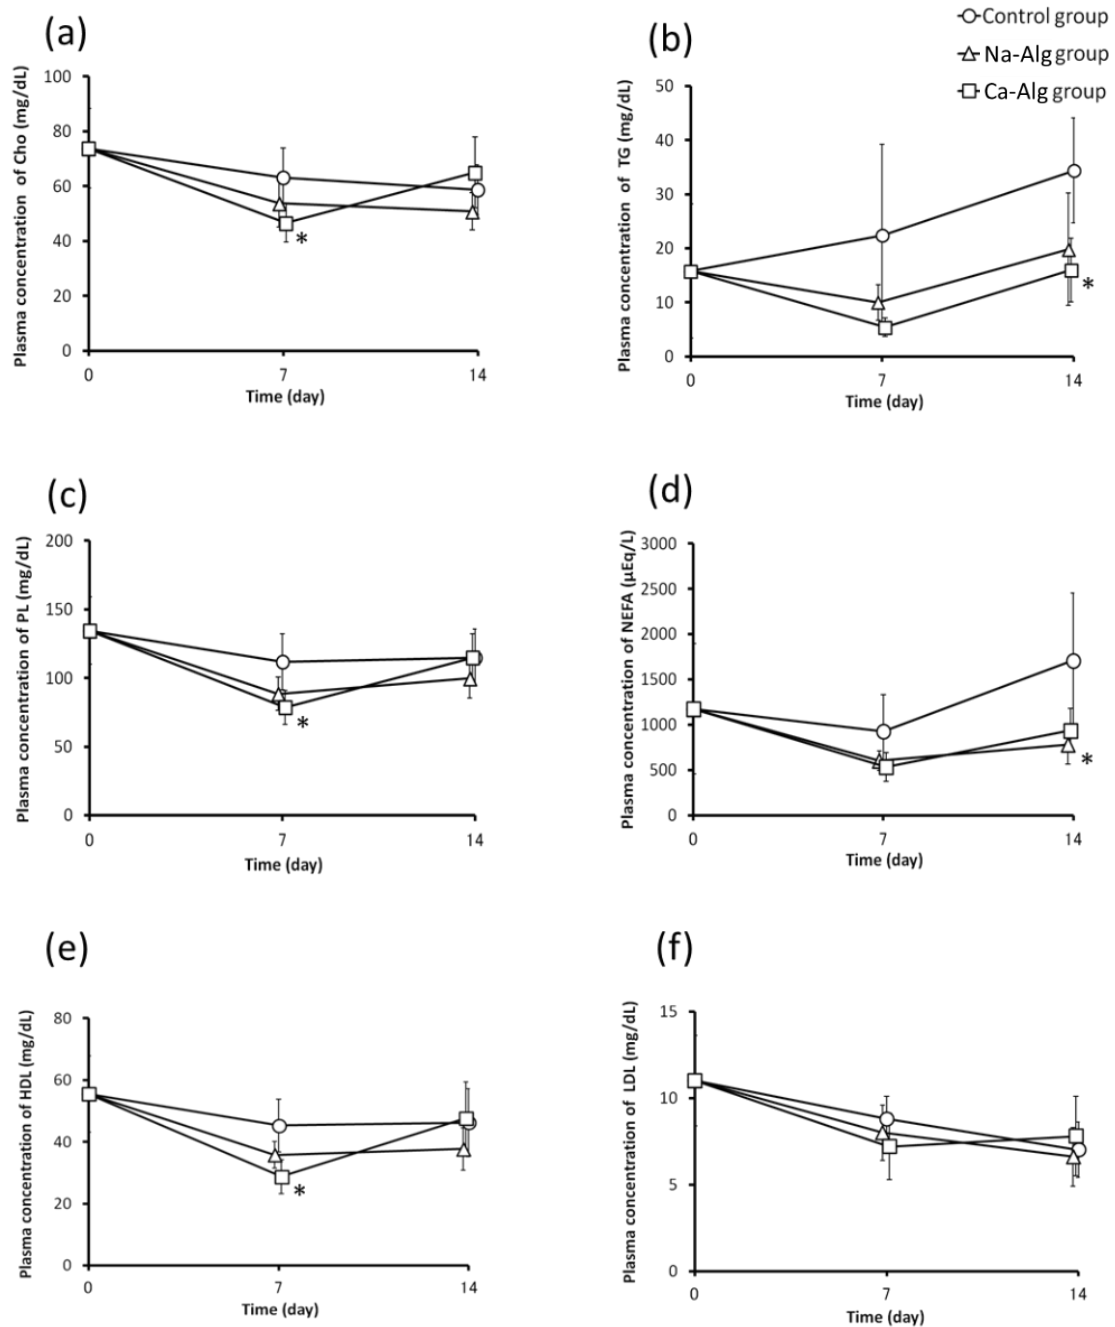 (a)
(b)
Control group
Na-Alg group
Ca-Alg group
Plasma concentration of Cho (mg/dL)
100
80
60
40
20
0
*
0
7
14
Time (day)
Plasma concentration of TG (mg/dL)
50
40
30
20
10
0
*
0
7
14
Time (day)
(c)
(d)
Plasma concentration of PL (mg/dL)
200
150
100
50
0
*
0
7
14
Time (day)
Plasma concentration of NEFA (μEq/L)
3000
2500
2000
1500
1000
500
0
*
0
7
14
Time (day)
(e)
(f)
Plasma concentration of HDL (mg/dL)
80
60
40
20
0
*
0
7
14
Time (day)
Plasma concentration of LDL (mg/dL)
15
10
5
0
0
7
14
Time (day)